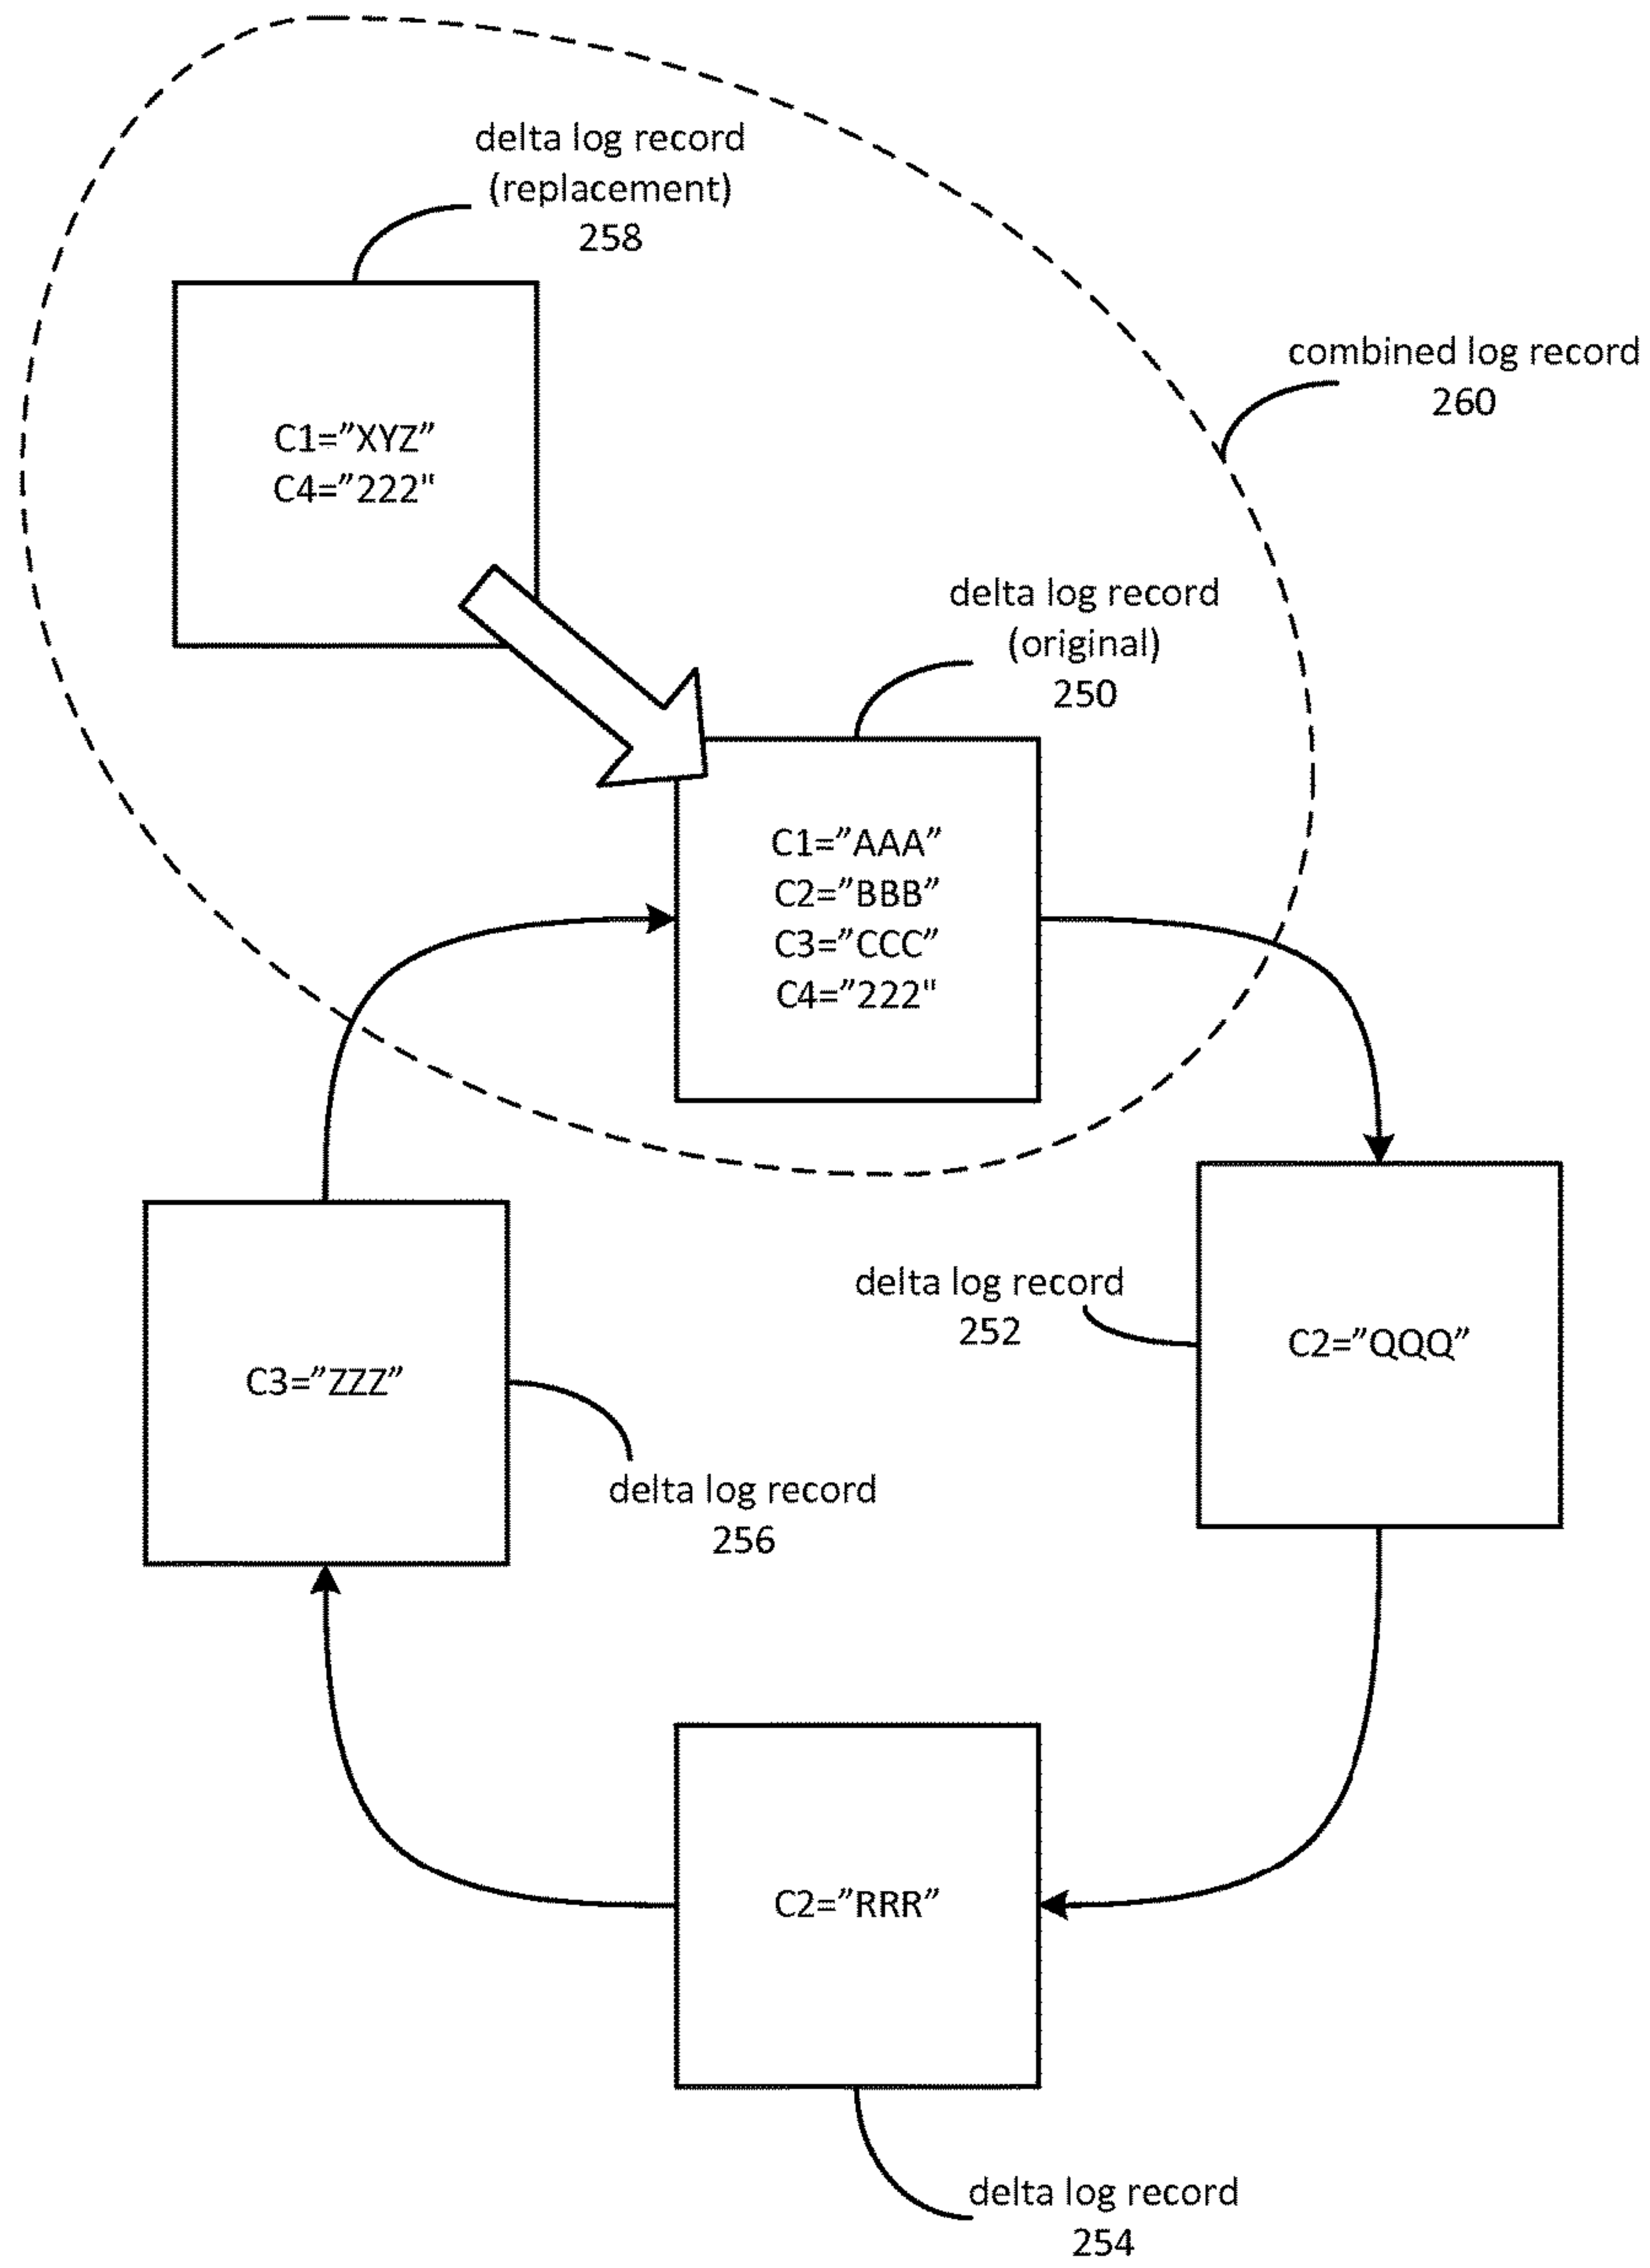 delta log record
(replacement)
258
combined log record
260
C1=”XYZ”
C4=”222"
delta log record
(original)
250
C1=”AAA”
C2=”BBB”
C3=”CCC”
C4=”222"
delta log record
252
C2=”QQQ”
C3=”ZZZ”
delta log record
256
C2=”RRR”
delta log record
254